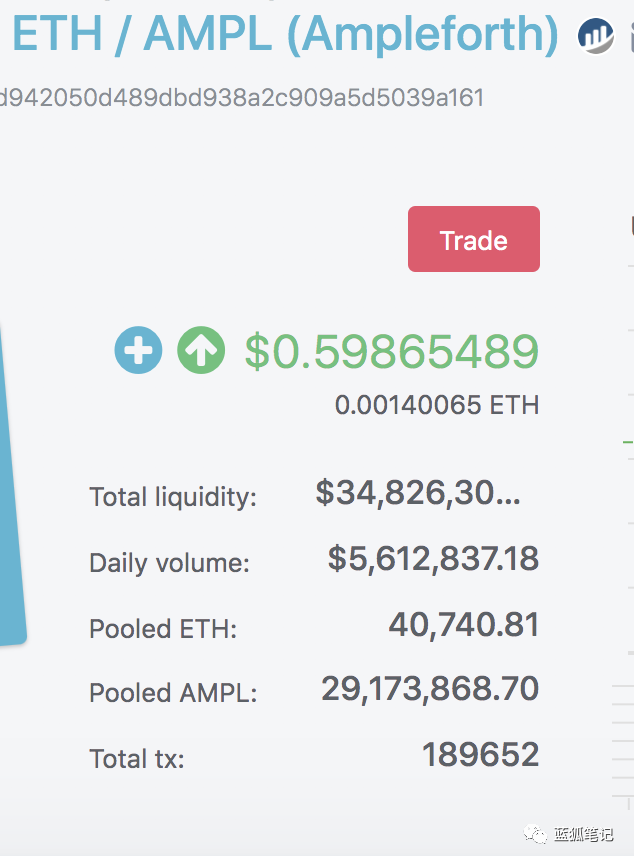 ETH / AMPL (Ampleforth)
d942050d489dbd938a2c909a5d5039a161
Trade
$0.59865489
0.00140065 ETH
Total liquidity: $34,826,30...
Daily volume: $5,612,837.18
Pooled ETH: 40,740.81
Pooled AMPL: 29,173,868.70
Total tx: 189652
蓝狐笔记